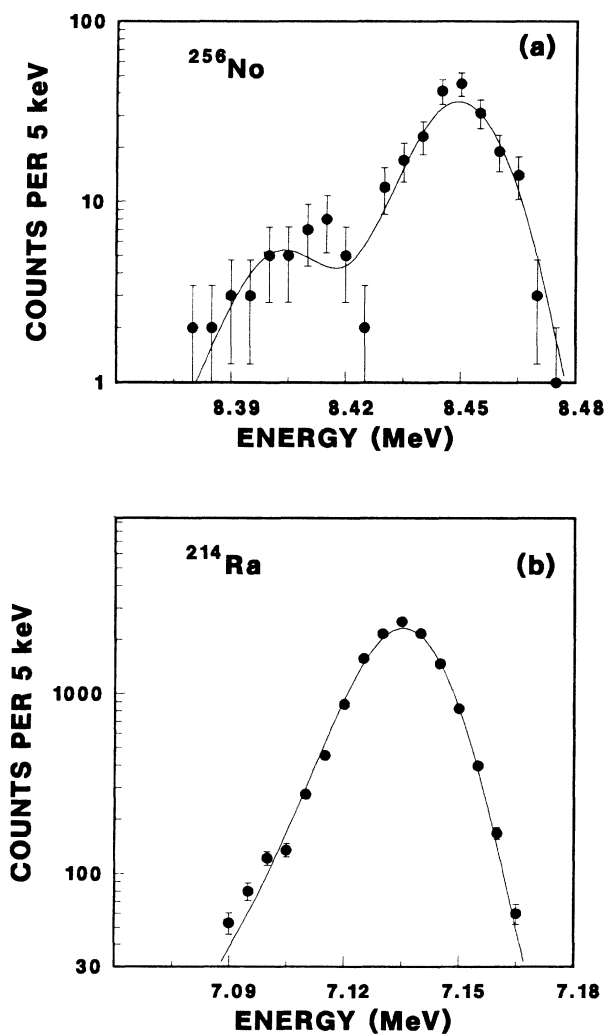 100
²⁵⁶No
(a)
10
1
COUNTS PER 5 keV
8.39 8.42 8.45 8.48
ENERGY (MeV)
²¹⁴Ra
(b)
1000
100
30
COUNTS PER 5 keV
7.09 7.12 7.15 7.18
ENERGY (MeV)